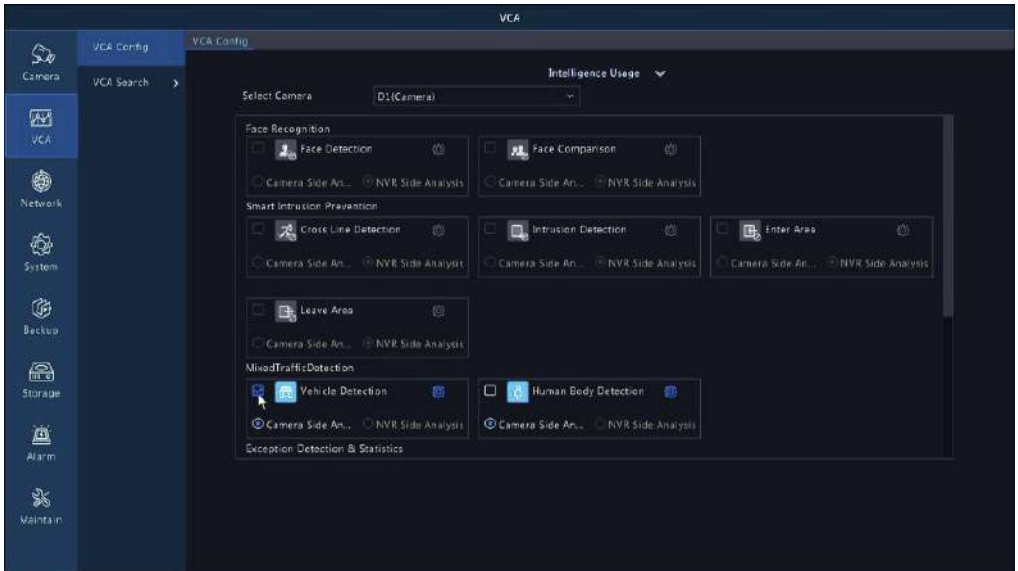 VCA
Camera
VCA
Network
System
Backup
Storage
Alarm
Maintain
VCA Config
VCA Search
VCA Config
Intelligence Usage
Select Camera D1(Camera)
Face Recognition
Face Detection Face Comparison
Camera Side An... NVR Side Analysis Camera Side An... NVR Side Analysis
Smart Intrusion Prevention
Cross Line Detection Intrusion Detection Enter Area
Camera Side An... NVR Side Analysis Camera Side An... NVR Side Analysis Camera Side An... NVR Side Analysis
Leave Area
Camera Side An... NVR Side Analysis
MixedTrafficDetection
Vehicle Detection Human Body Detection
Camera Side An... NVR Side Analysis Camera Side An... NVR Side Analysis
Exception Detection & Statistics